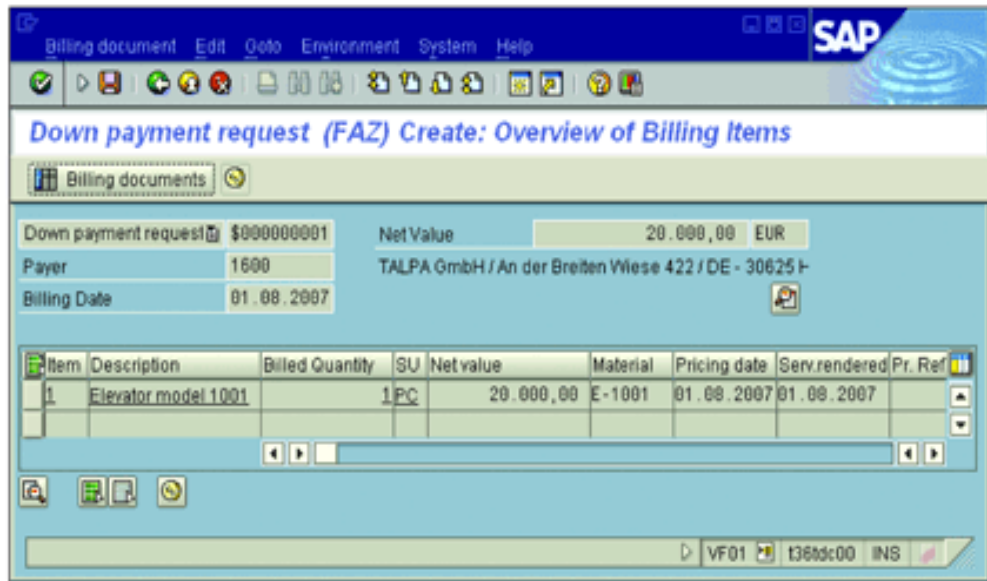 Billing document Edit Goto Environment System Help
SAP
Down payment request (FAZ) Create: Overview of Billing Items
Billing documents
Down payment request $000000001 Net Value 20.000,00 EUR
Payer 1600 TALPA GmbH / An der Breiten Wiese 422 / DE - 30625 H
Billing Date 01.08.2007
Item Description Billed Quantity SU Net value Material Pricing date Serv.rendered Pr. Ref
1 Elevator model 1001 1 PC 20.000,00 E-1001 01.08.2007 01.08.2007
VF01 t36tdc00 INS